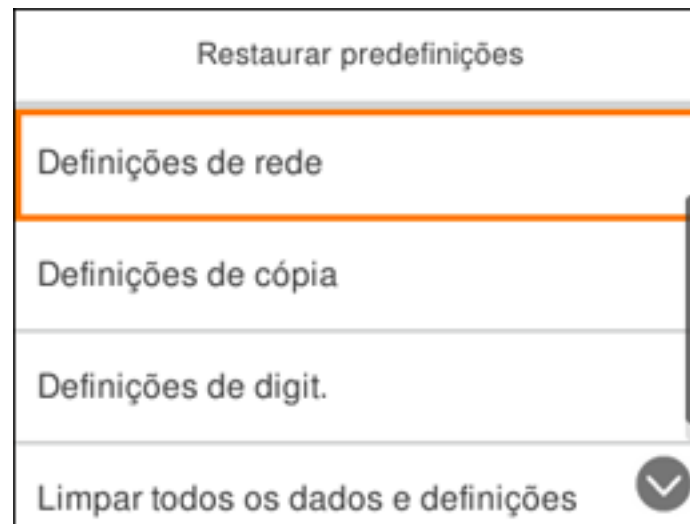 Restaurar predefinições
Definições de rede
Definições de cópia
Definições de digit.
Limpar todos os dados e definições